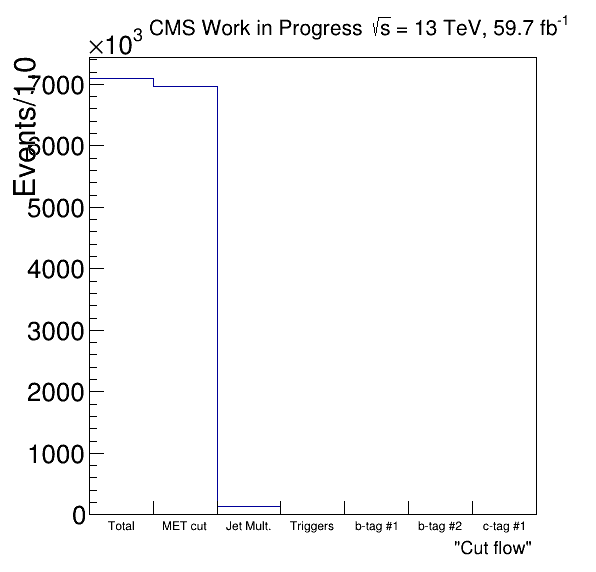 ×10³ CMS Work in Progress √s = 13 TeV, 59.7 fb⁻¹
Events/1.0
7000
6000
5000
4000
3000
2000
1000
0
Total MET cut Jet Mult. Triggers b-tag #1 b-tag #2 c-tag #1
"Cut flow"